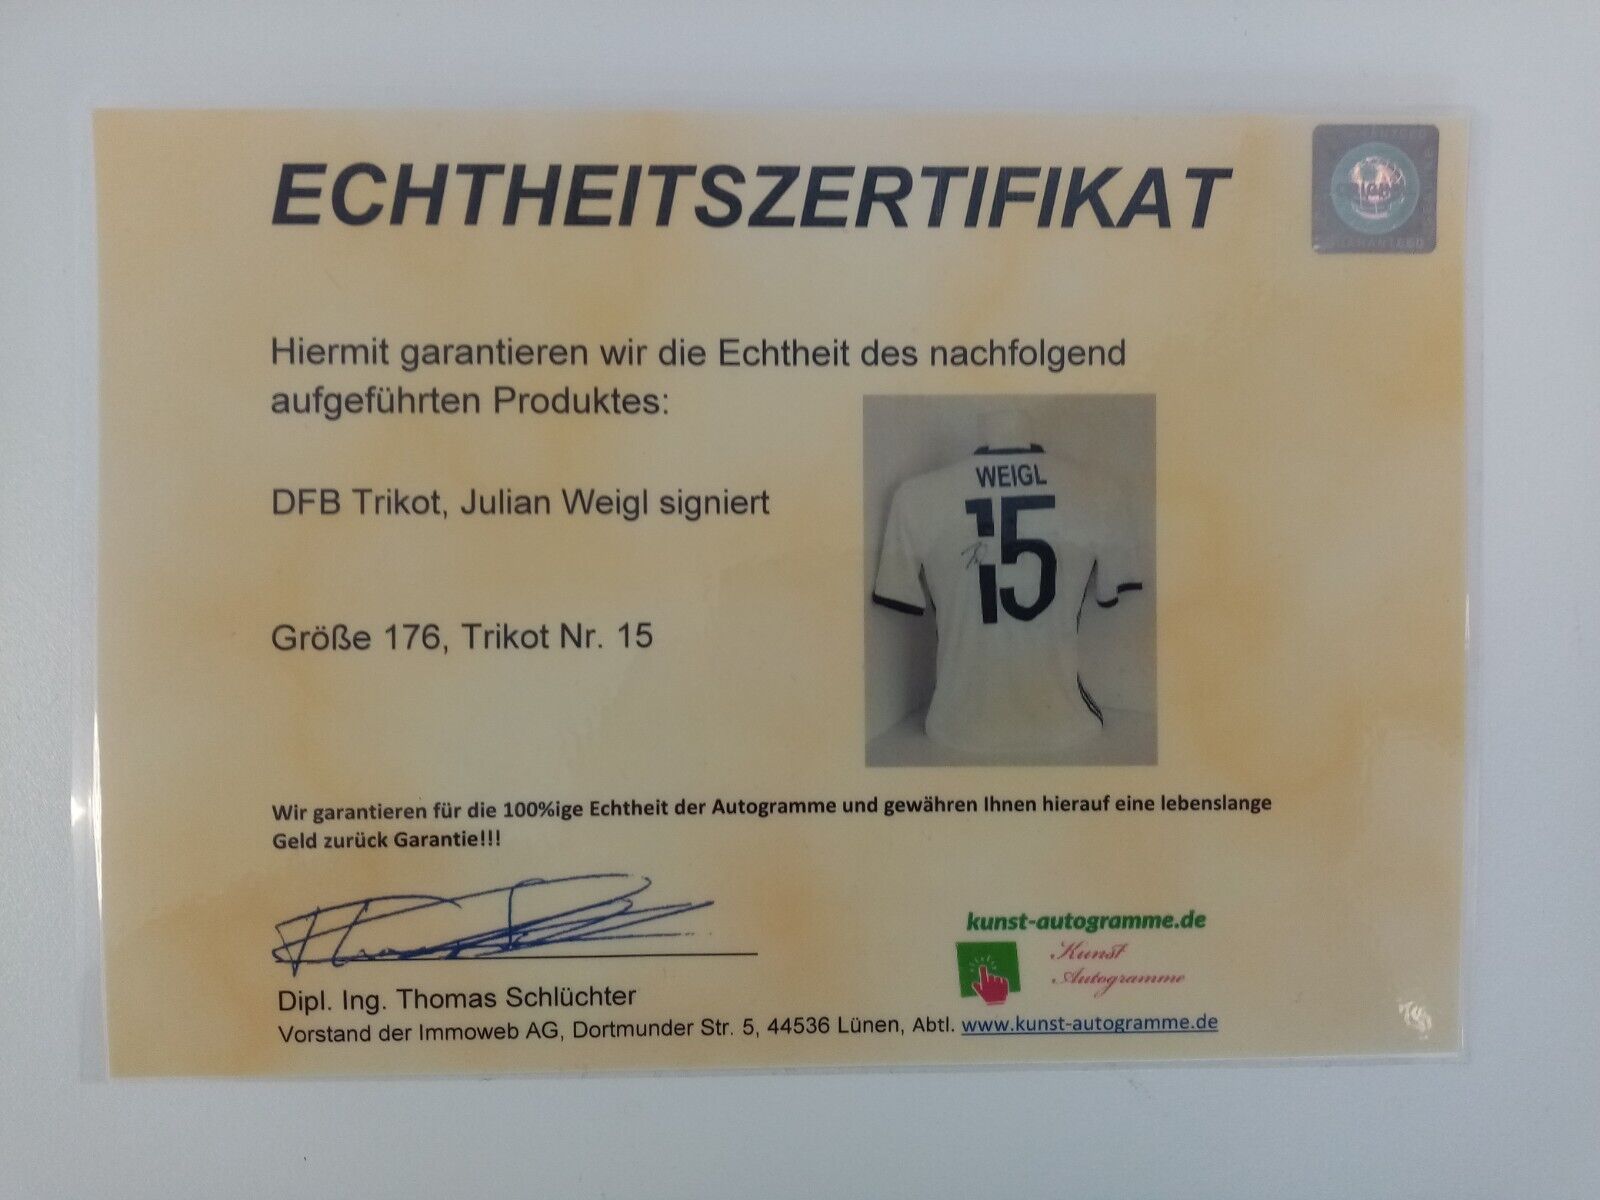 ECHTHEITSZERTIFIKAT
Hiermit garantieren wir die Echtheit des nachfolgend
aufgeführten Produktes:
DFB Trikot, Julian Weigl signiert
Größe 176, Trikot Nr. 15
WEIGL
15
Wir garantieren für die 100%ige Echtheit der Autogramme und gewähren Ihnen hierauf eine lebenslange
Geld zurück Garantie!!!
kunst-autogramme.de
Kunst
Autogramme
Dipl. Ing. Thomas Schlüchter
Vorstand der Immoweb AG, Dortmunder Str. 5, 44536 Lünen, Abtl. www.kunst-autogramme.de